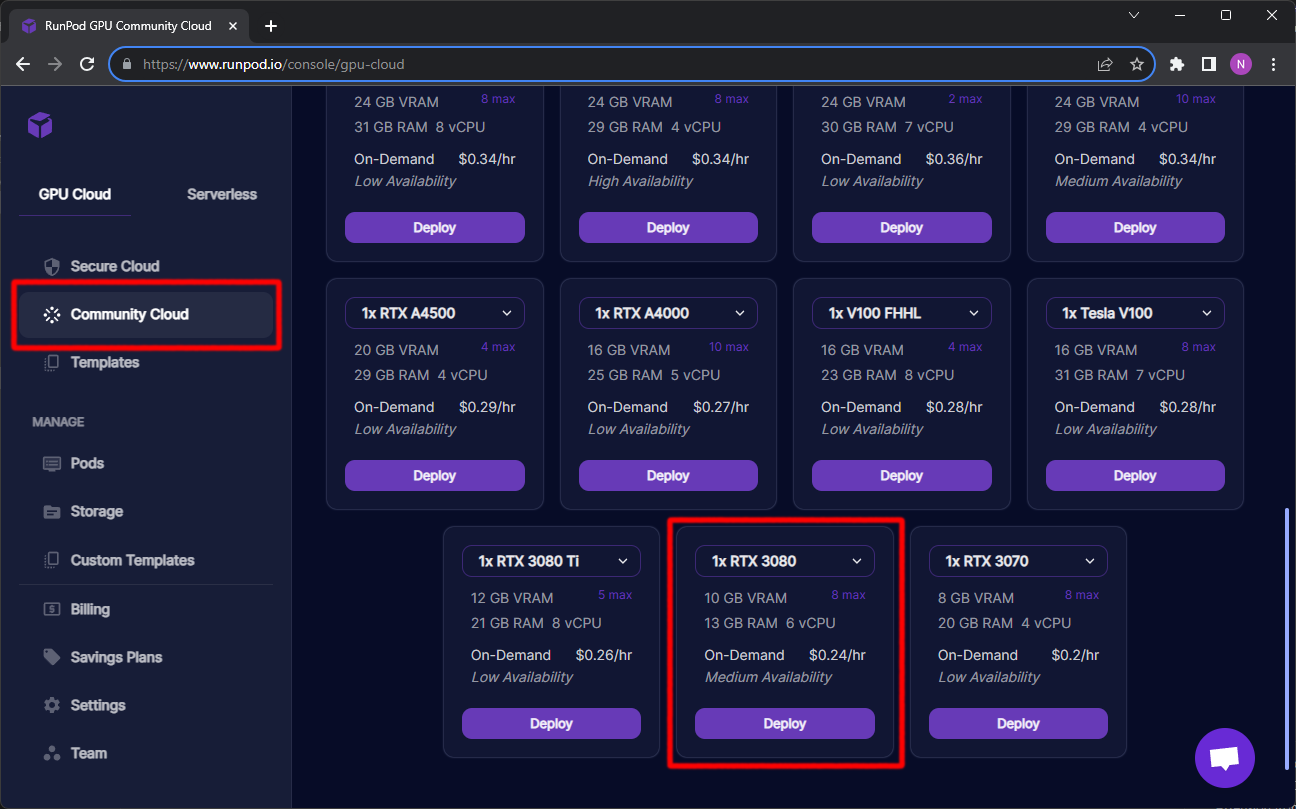 RunPod GPU Community Cloud
https://www.runpod.io/console/gpu-cloud
N
GPU Cloud
Serverless
Secure Cloud
Community Cloud
Templates
MANAGE
Pods
Storage
Custom Templates
Billing
Savings Plans
Settings
Team
24 GB VRAM 8 max
31 GB RAM 8 vCPU
On-Demand $0.34/hr
Low Availability
Deploy
24 GB VRAM 8 max
29 GB RAM 4 vCPU
On-Demand $0.34/hr
High Availability
Deploy
24 GB VRAM 2 max
30 GB RAM 7 vCPU
On-Demand $0.36/hr
Low Availability
Deploy
24 GB VRAM 10 max
29 GB RAM 4 vCPU
On-Demand $0.34/hr
Medium Availability
Deploy
1x RTX A4500
20 GB VRAM 4 max
29 GB RAM 4 vCPU
On-Demand $0.29/hr
Low Availability
Deploy
1x RTX A4000
16 GB VRAM 10 max
25 GB RAM 5 vCPU
On-Demand $0.27/hr
Low Availability
Deploy
1x V100 FHHL
16 GB VRAM 4 max
23 GB RAM 8 vCPU
On-Demand $0.28/hr
Low Availability
Deploy
1x Tesla V100
16 GB VRAM 8 max
31 GB RAM 7 vCPU
On-Demand $0.28/hr
Low Availability
Deploy
1x RTX 3080 Ti
12 GB VRAM 5 max
21 GB RAM 8 vCPU
On-Demand $0.26/hr
Low Availability
Deploy
1x RTX 3080
10 GB VRAM 8 max
13 GB RAM 6 vCPU
On-Demand $0.24/hr
Medium Availability
Deploy
1x RTX 3070
8 GB VRAM 8 max
20 GB RAM 4 vCPU
On-Demand $0.2/hr
Low Availability
Deploy